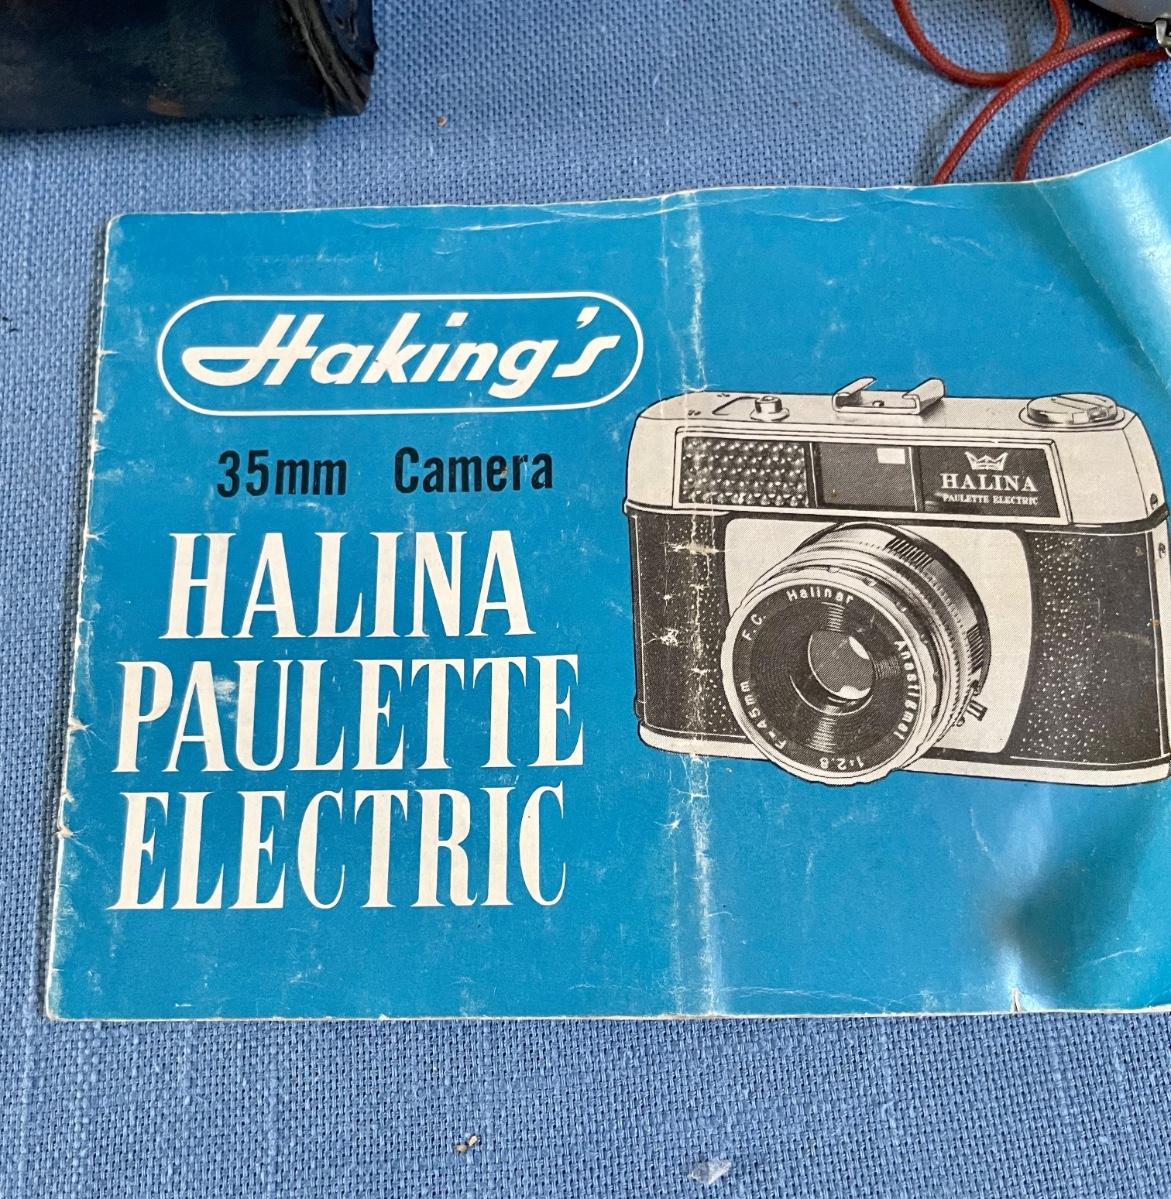 Haking's
35mm Camera
HALINA
PAULETTE
ELECTRIC
HALINA
PAULETTE ELECTRIC
F.C. Halinar Anastigmat 1:2.8 F=45mm